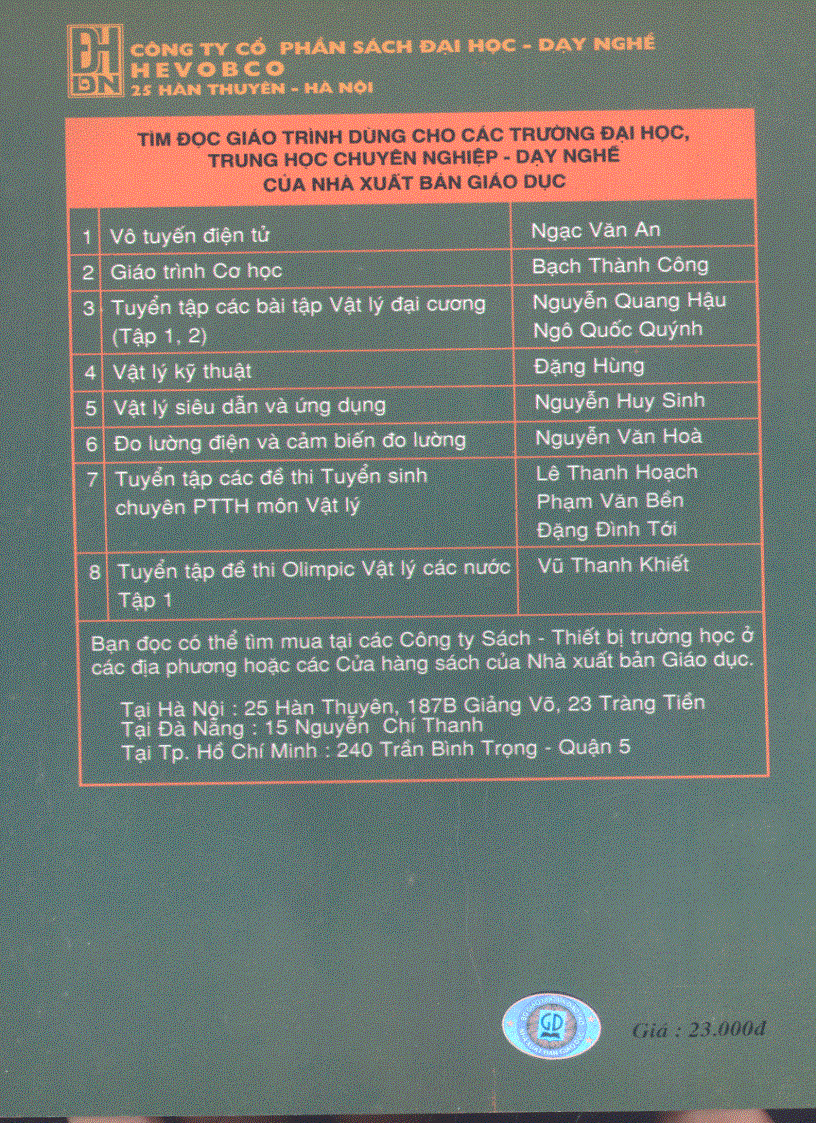 ĐH
DN
CÔNG TY CỔ PHẦN SÁCH ĐẠI HỌC - DẠY NGHỀ
HEVOBCO
25 HÀN THUYÊN - HÀ NỘI
TÌM ĐỌC GIÁO TRÌNH DÙNG CHO CÁC TRƯỜNG ĐẠI HỌC,
TRUNG HỌC CHUYÊN NGHIỆP - DẠY NGHỀ
CỦA NHÀ XUẤT BẢN GIÁO DỤC
1 Vô tuyến điện tử Ngạc Văn An
2 Giáo trình Cơ học Bạch Thành Công
3 Tuyển tập các bài tập Vật lý đại cương Nguyễn Quang Hậu
(Tập 1, 2) Ngô Quốc Quýnh
4 Vật lý kỹ thuật Đặng Hùng
5 Vật lý siêu dẫn và ứng dụng Nguyễn Huy Sinh
6 Đo lường điện và cảm biến đo lường Nguyễn Văn Hoà
7 Tuyển tập các đề thi Tuyển sinh Lê Thanh Hoạch
chuyên PTTH môn Vật lý Phạm Văn Bền
Đặng Đình Tới
8 Tuyển tập đề thi Olimpic Vật lý các nước Vũ Thanh Khiết
Tập 1
Bạn đọc có thể tìm mua tại các Công ty Sách - Thiết bị trường học ở
các địa phương hoặc các Cửa hàng sách của Nhà xuất bản Giáo dục.
Tại Hà Nội : 25 Hàn Thuyên, 187B Giảng Võ, 23 Tràng Tiền
Tại Đà Nẵng : 15 Nguyễn Chí Thanh
Tại Tp. Hồ Chí Minh : 240 Trần Bình Trọng - Quận 5
GD
Giá : 23.000đ